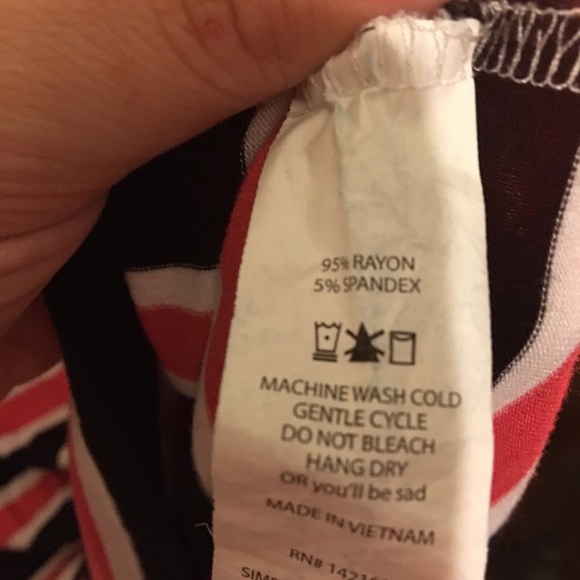 95% RAYON
5% SPANDEX
MACHINE WASH COLD
GENTLE CYCLE
DO NOT BLEACH
HANG DRY
OR you'll be sad
MADE IN VIETNAM
RN#